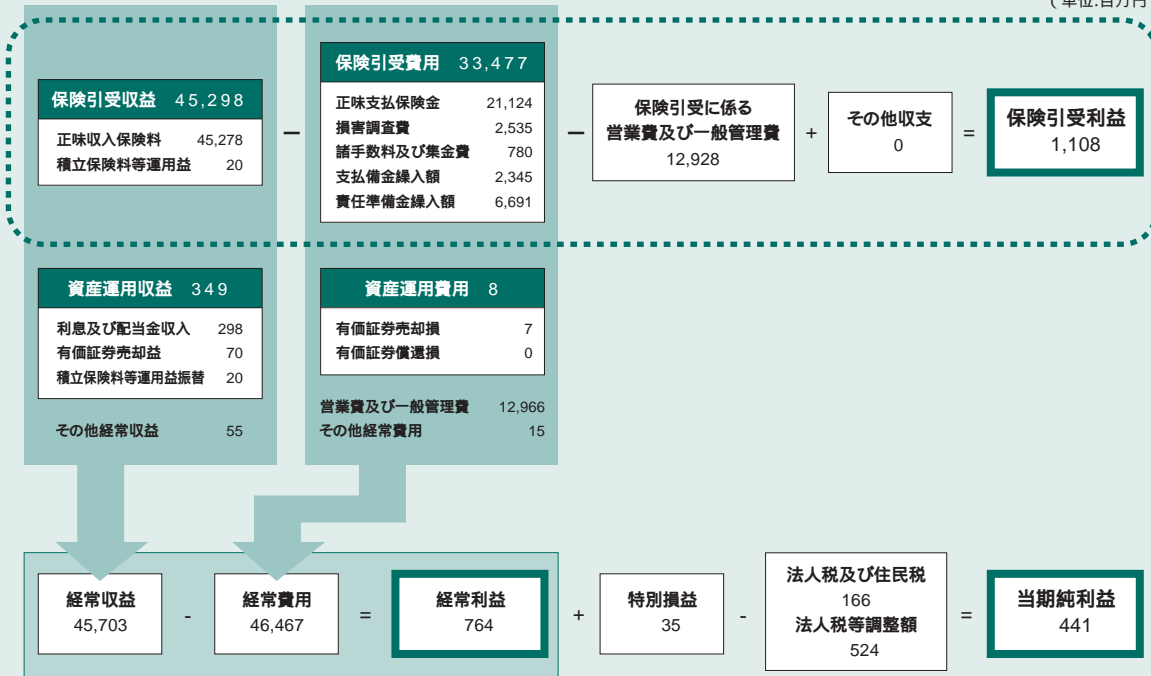 （単位:百万円
保険引受収益 45,298
正味収入保険料 45,278
積立保険料等運用益 20
－
保険引受費用 33,477
正味支払保険金 21,124
損害調査費 2,535
諸手数料及び集金費 780
支払備金繰入額 2,345
責任準備金繰入額 6,691
－
保険引受に係る
営業費及び一般管理費
12,928
+
その他収支
0
=
保険引受利益
1,108
資産運用収益 349
利息及び配当金収入 298
有価証券売却益 70
積立保険料等運用益振替 20
その他経常収益 55
資産運用費用 8
有価証券売却損 7
有価証券償還損 0
営業費及び一般管理費 12,966
その他経常費用 15
経常収益
45,703
-
経常費用
46,467
=
経常利益
764
+
特別損益
35
-
法人税及び住民税
166
法人税等調整額
524
=
当期純利益
441